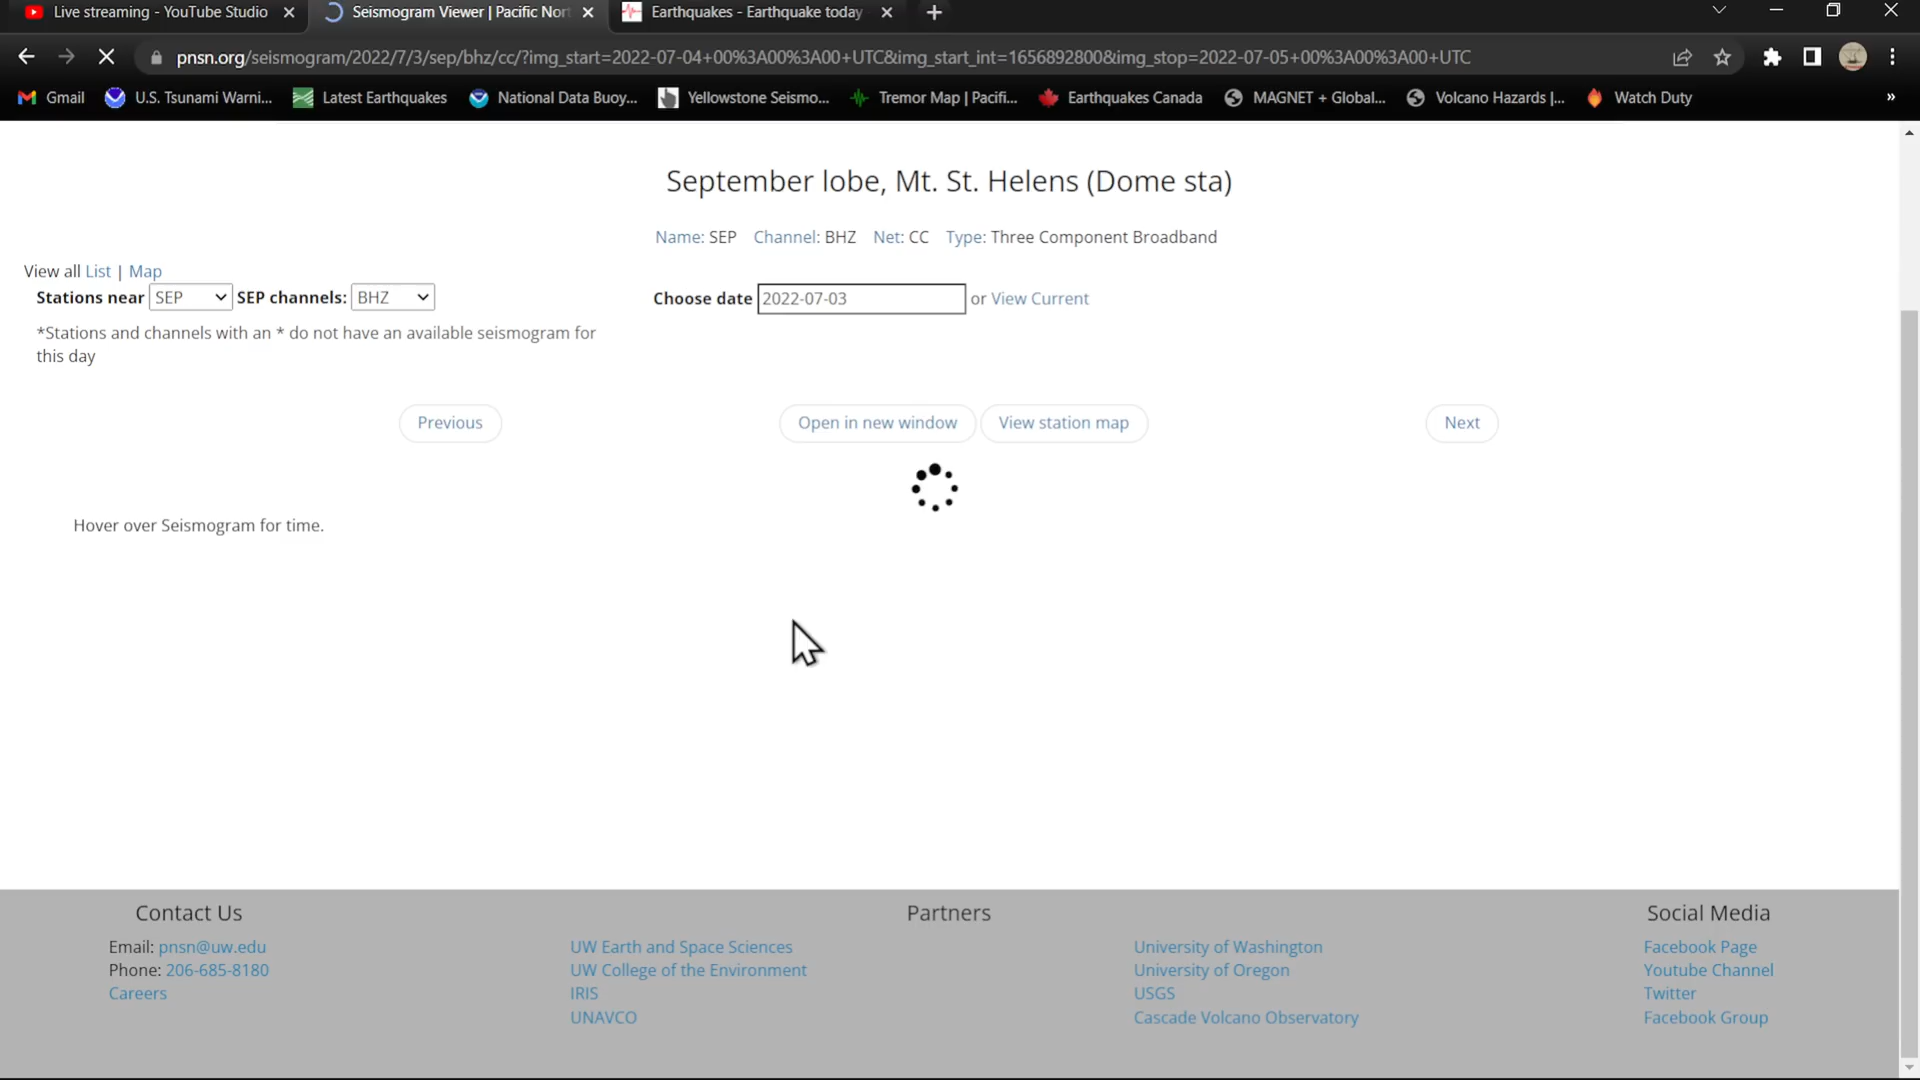 Live streaming - YouTube Studio
Seismogram Viewer | Pacific Nort
Earthquakes - Earthquake today
pnsn.org/seismogram/2022/7/3/sep/bhz/cc/?img_start=2022-07-04+00%3A00%3A00+UTC&img_start_int=1656892800&img_stop=2022-07-05+00%3A00%3A00+UTC
Gmail
U.S. Tsunami Warni...
Latest Earthquakes
National Data Buoy...
Yellowstone Seismo...
Tremor Map | Pacifi...
Earthquakes Canada
MAGNET + Global...
Volcano Hazards |...
Watch Duty
»
September lobe, Mt. St. Helens (Dome sta)
Name: SEP Channel: BHZ Net: CC Type: Three Component Broadband
View all List | Map
Stations near SEP SEP channels: BHZ
Choose date 2022-07-03 or View Current
*Stations and channels with an * do not have an available seismogram for
this day
Previous
Open in new window
View station map
Next
Hover over Seismogram for time.
Contact Us
Email: pnsn@uw.edu
Phone: 206-685-8180
Careers
Partners
UW Earth and Space Sciences
UW College of the Environment
IRIS
UNAVCO
University of Washington
University of Oregon
USGS
Cascade Volcano Observatory
Social Media
Facebook Page
Youtube Channel
Twitter
Facebook Group